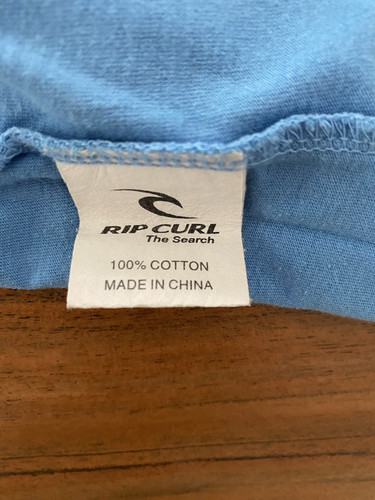 RIP CURL
The Search
100% COTTON
MADE IN CHINA